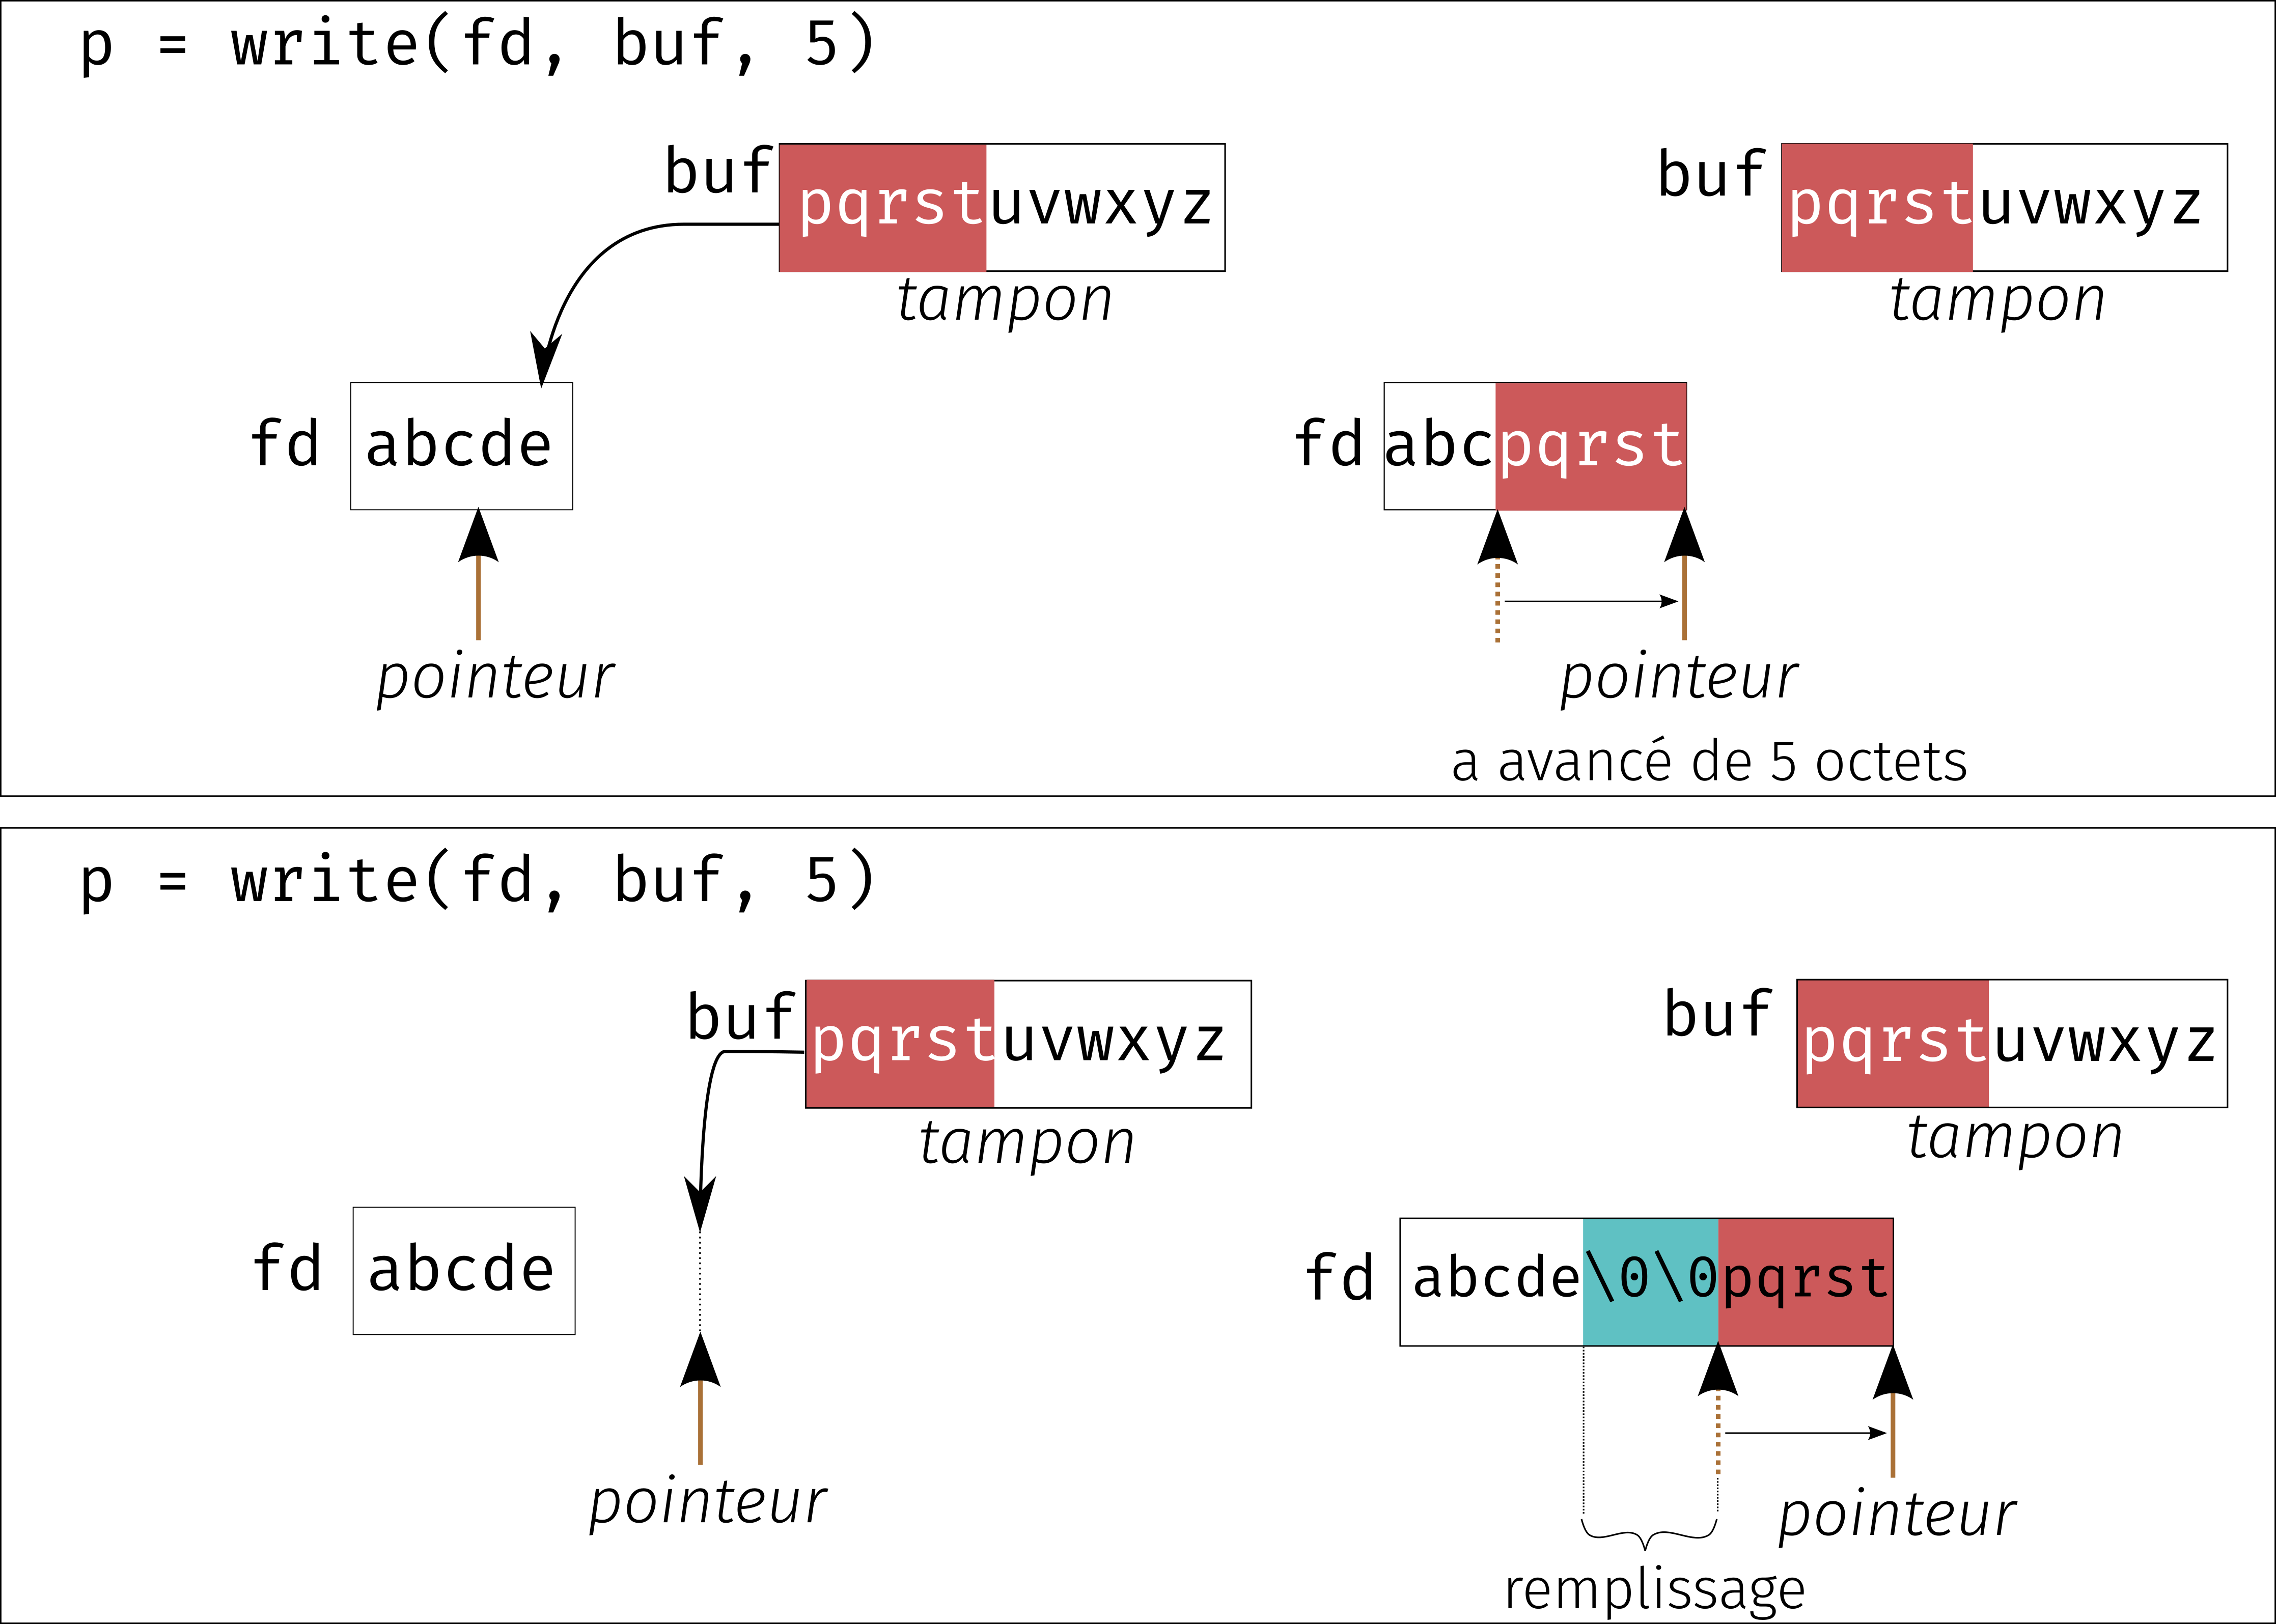 p = write(fd, buf, 5)
buf pqrstuvwxyz
tampon
fd abcde
pointeur
buf pqrstuvwxyz
tampon
fd abcpqrst
pointeur
a avancé de 5 octets
p = write(fd, buf, 5)
buf pqrstuvwxyz
tampon
fd abcde
pointeur
buf pqrstuvwxyz
tampon
fd abcde\0\0pqrst
pointeur
remplissage